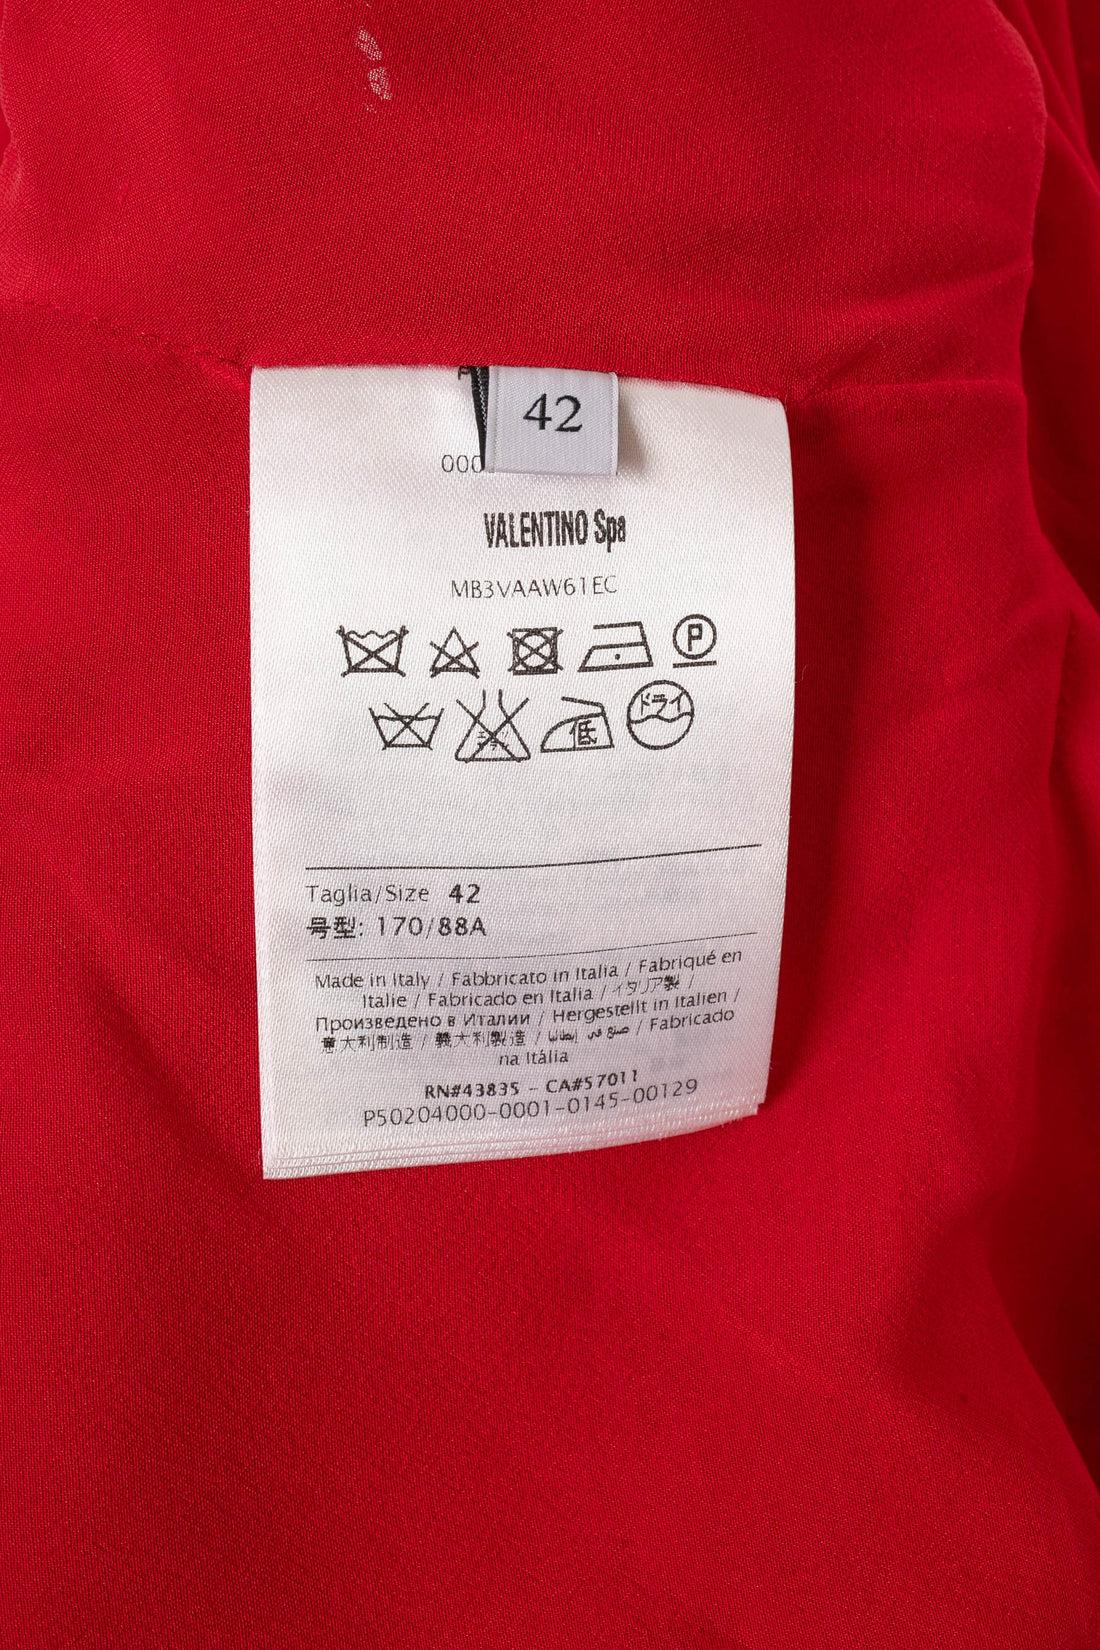 42
000
VALENTINO Spa
MB3VAAW61EC
P
ドライ
エンソ
低
Taglia/Size 42
号型: 170/88A
Made in Italy / Fabbricato in Italia / Fabriqué en
Italie / Fabricado en Italia / イタリア製 /
Произведено в Италии / Hergestellt in Italien /
意大利制造 / 義大利製造 / صنع في إيطاليا / Fabricado
na Itália
RN#43835 - CA#57011
P50204000-0001-0145-00129